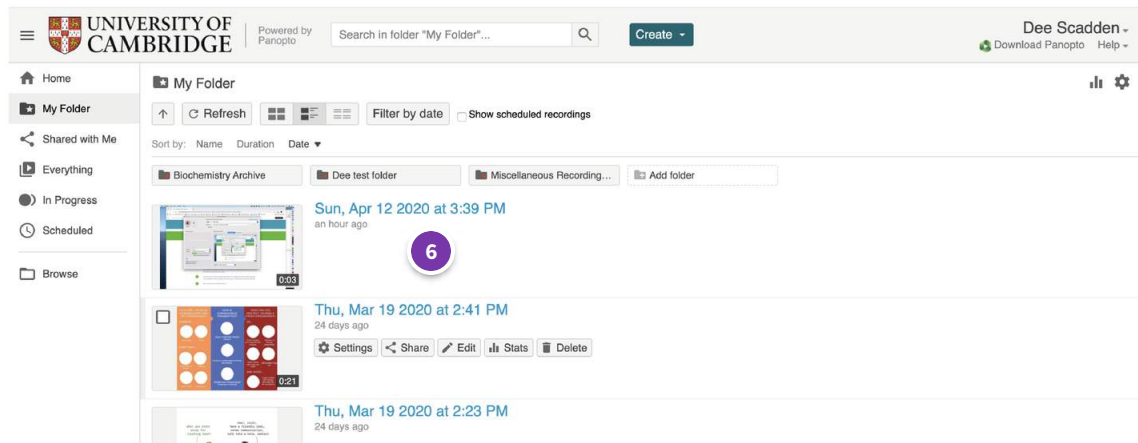 UNIVERSITY OF
CAMBRIDGE
Powered by
Panopto
Search in folder "My Folder"...
Create
Dee Scadden
Download Panopto Help
Home
My Folder
Shared with Me
Everything
In Progress
Scheduled
Browse
My Folder
Refresh
Filter by date
Show scheduled recordings
Sort by: Name Duration Date
Biochemistry Archive
Dee test folder
Miscellaneous Recording...
Add folder
Sun, Apr 12 2020 at 3:39 PM
an hour ago
6
0:03
Thu, Mar 19 2020 at 2:41 PM
24 days ago
Settings Share Edit Stats Delete
0:21
Thu, Mar 19 2020 at 2:23 PM
24 days ago